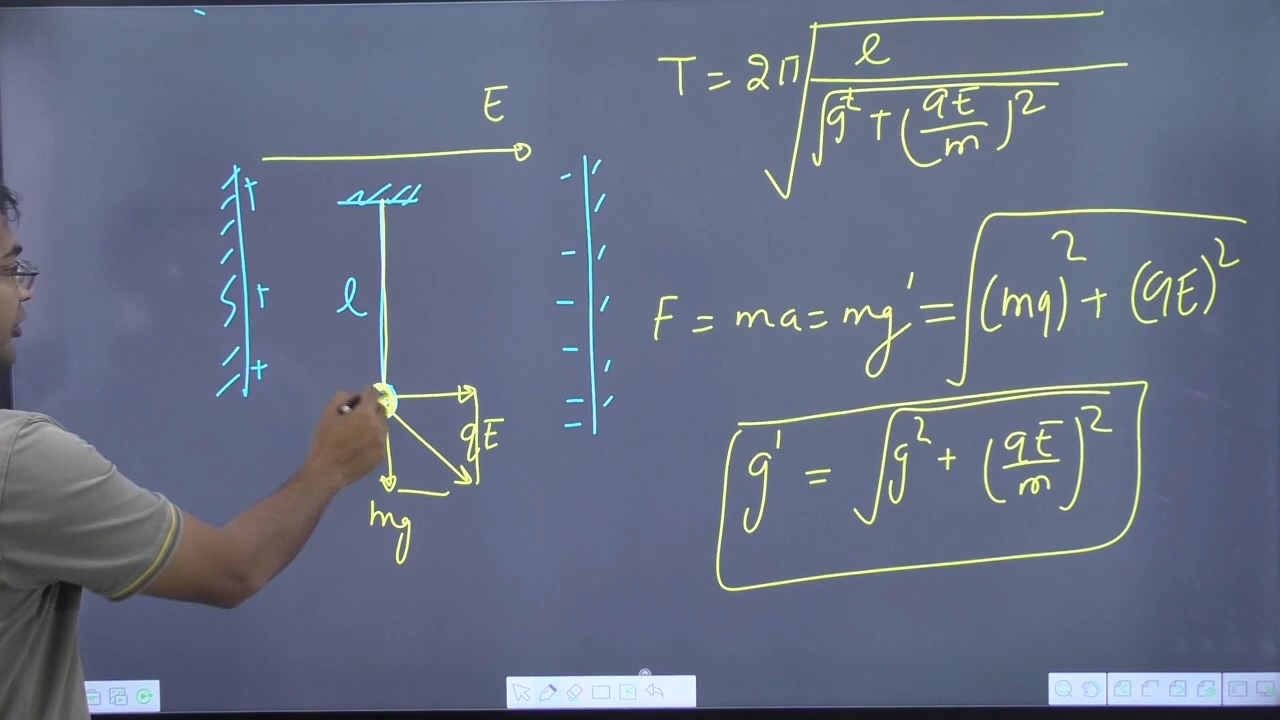 E
+
+
+
l
qE
mg
T = 2π√(l / √(g² + (qE/m)²))
F = ma = mg' = √((mg)² + (qE)²)
g' = √(g² + (qE/m)²)